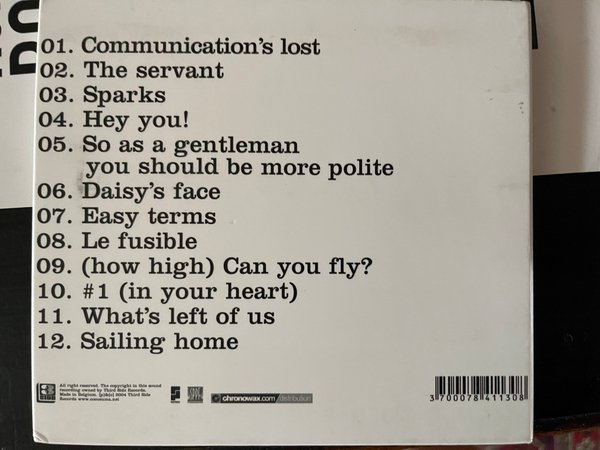 01. Communication's lost
02. The servant
03. Sparks
04. Hey you!
05. So as a gentleman
you should be more polite
06. Daisy's face
07. Easy terms
08. Le fusible
09. (how high) Can you fly?
10. #1 (in your heart)
11. What's left of us
12. Sailing home
All right reserved. The copyright in this sound
recording owned by Third Side Records.
Made in Belgium. (p)&(c) 2004 Third Side
Records
chronowax.com/distribution
3 700078 411308